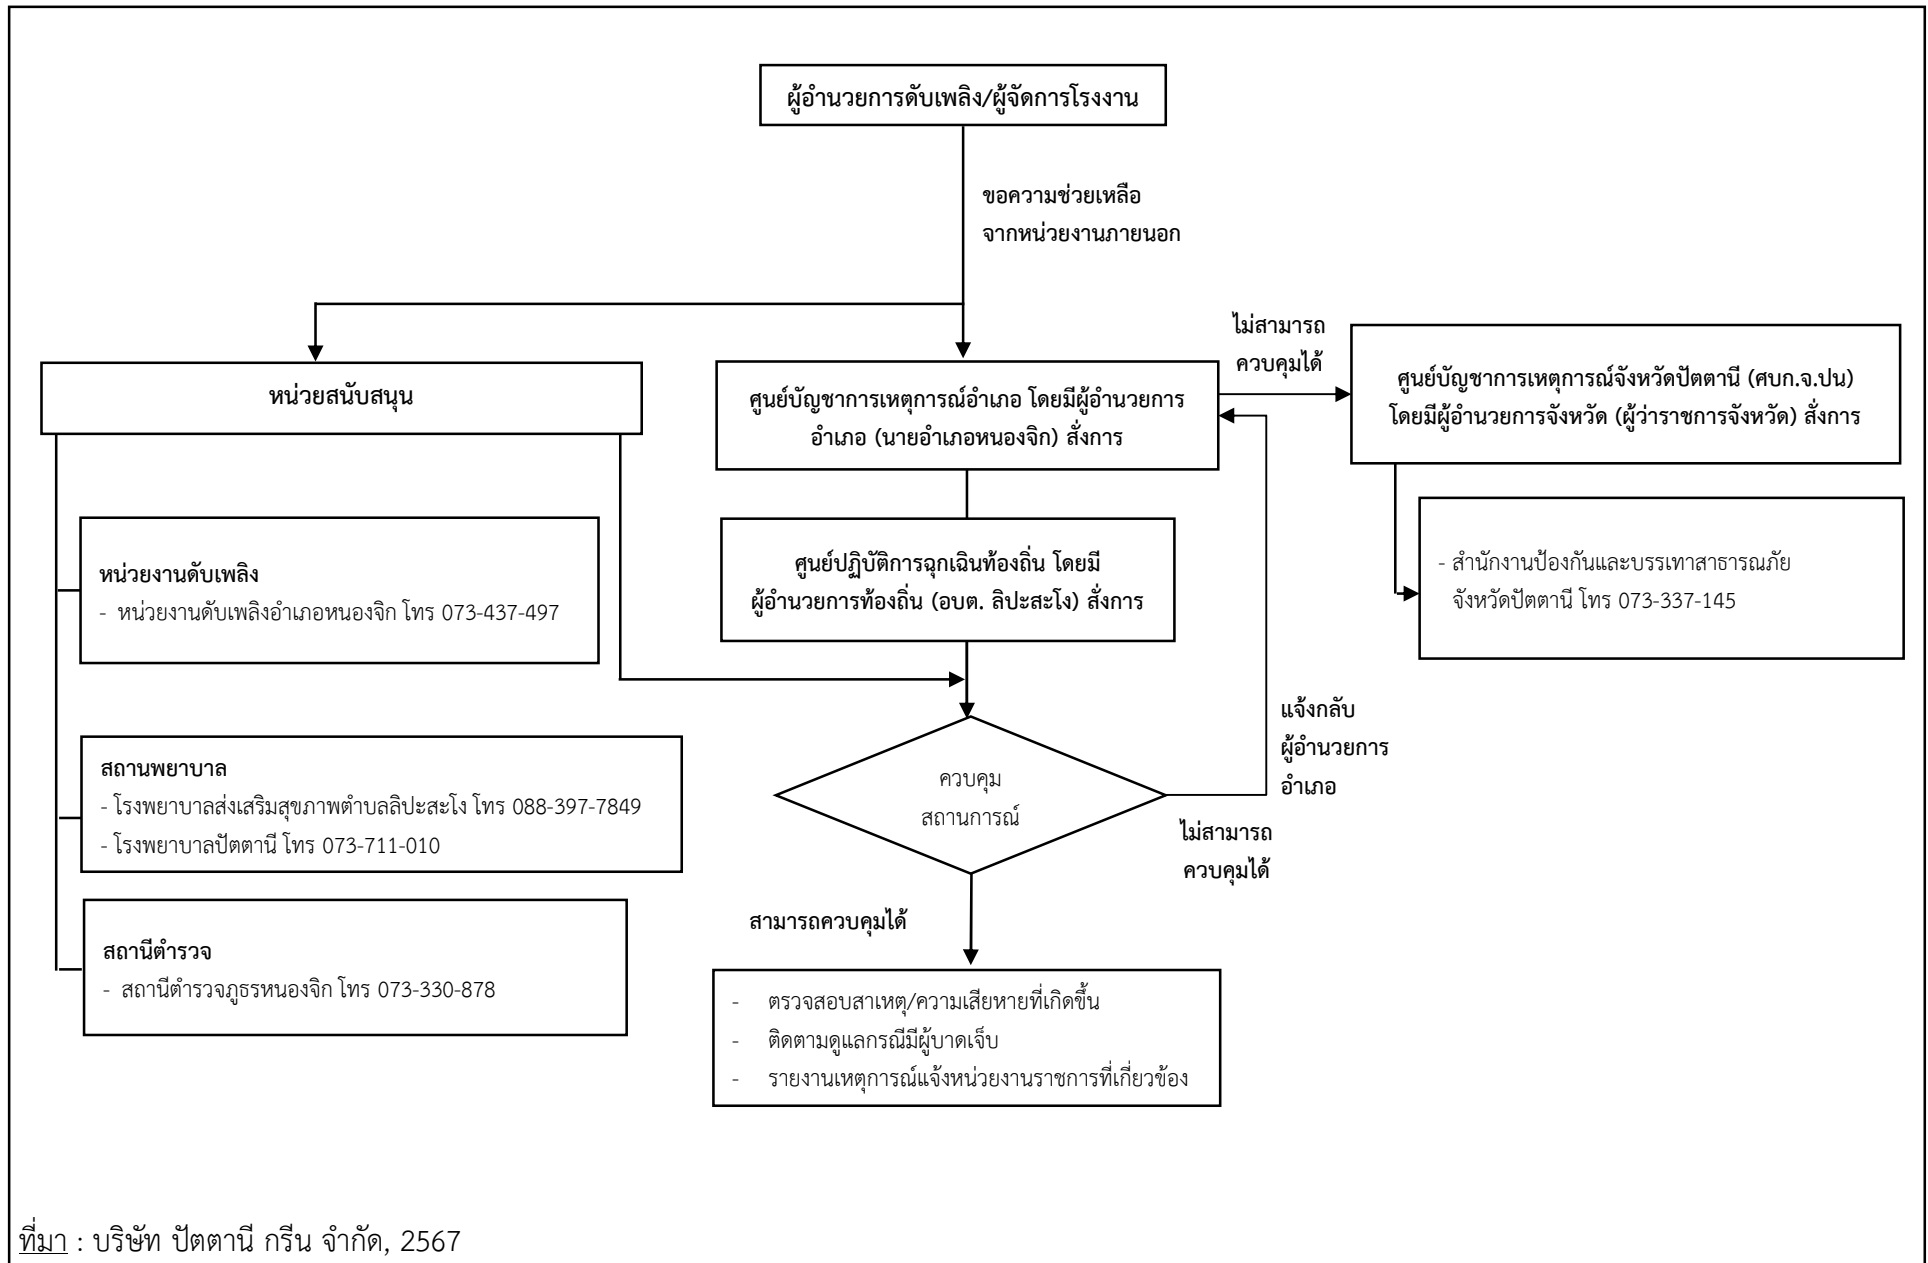 ผู้อำนวยการดับเพลิง/ผู้จัดการโรงงาน
ขอความช่วยเหลือ
จากหน่วยงานภายนอก
ไม่สามารถ
ควบคุมได้
หน่วยสนับสนุน
ศูนย์บัญชาการเหตุการณ์อำเภอ โดยมีผู้อำนวยการ
อำเภอ (นายอำเภอหนองจิก) สั่งการ
ศูนย์บัญชาการเหตุการณ์จังหวัดปัตตานี (ศบก.จ.ปน)
โดยมีผู้อำนวยการจังหวัด (ผู้ว่าราชการจังหวัด) สั่งการ
หน่วยงานดับเพลิง
- หน่วยงานดับเพลิงอำเภอหนองจิก โทร 073-437-497
ศูนย์ปฏิบัติการฉุกเฉินท้องถิ่น โดยมี
ผู้อำนวยการท้องถิ่น (อบต. ลิปะสะโง) สั่งการ
- สำนักงานป้องกันและบรรเทาสาธารณภัย
จังหวัดปัตตานี โทร 073-337-145
แจ้งกลับ
ผู้อำนวยการ
อำเภอ
สถานพยาบาล
- โรงพยาบาลส่งเสริมสุขภาพตำบลลิปะสะโง โทร 088-397-7849
- โรงพยาบาลปัตตานี โทร 073-711-010
ควบคุม
สถานการณ์
ไม่สามารถ
ควบคุมได้
สามารถควบคุมได้
สถานีตำรวจ
- สถานีตำรวจภูธรหนองจิก โทร 073-330-878
- ตรวจสอบสาเหตุ/ความเสียหายที่เกิดขึ้น
- ติดตามดูแลกรณีมีผู้บาดเจ็บ
- รายงานเหตุการณ์แจ้งหน่วยงานราชการที่เกี่ยวข้อง
ที่มา : บริษัท ปัตตานี กรีน จำกัด, 2567